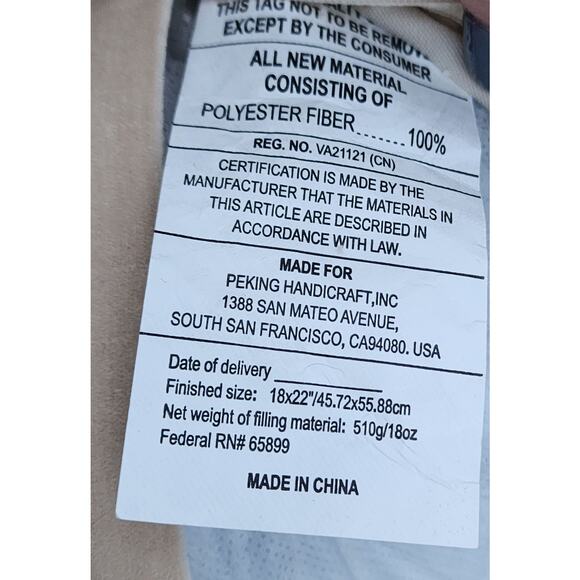 THIS TAG NOT TO BE REMOV
EXCEPT BY THE CONSUMER
ALL NEW MATERIAL
CONSISTING OF
POLYESTER FIBER.......100%
REG. NO. VA21121 (CN)
CERTIFICATION IS MADE BY THE
MANUFACTURER THAT THE MATERIALS IN
THIS ARTICLE ARE DESCRIBED IN
ACCORDANCE WITH LAW.
MADE FOR
PEKING HANDICRAFT,INC
1388 SAN MATEO AVENUE,
SOUTH SAN FRANCISCO, CA94080. USA
Date of delivery ____________
Finished size: 18x22"/45.72x55.88cm
Net weight of filling material: 510g/18oz
Federal RN# 65899
MADE IN CHINA